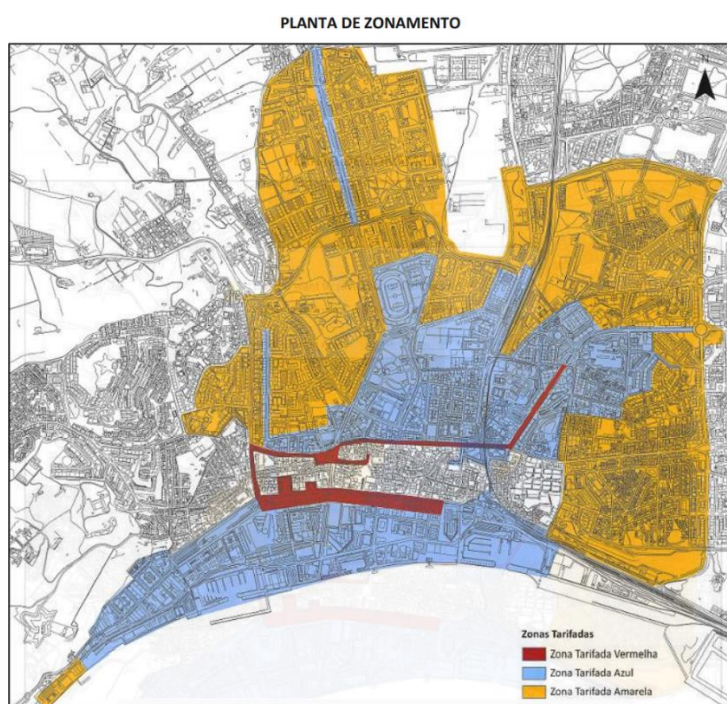 PLANTA DE ZONAMENTO
Zonas Tarifadas
Zona Tarifada Vermelha
Zona Tarifada Azul
Zona Tarifada Amarela